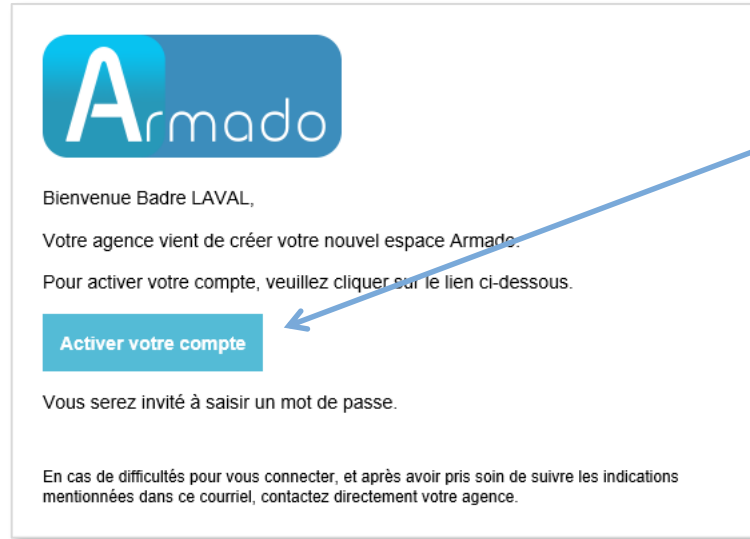 Armado
Bienvenue Badre LAVAL,
Votre agence vient de créer votre nouvel espace Armado.
Pour activer votre compte, veuillez cliquer sur le lien ci-dessous.
Activer votre compte
Vous serez invité à saisir un mot de passe.
En cas de difficultés pour vous connecter, et après avoir pris soin de suivre les indications
mentionnées dans ce courriel, contactez directement votre agence.